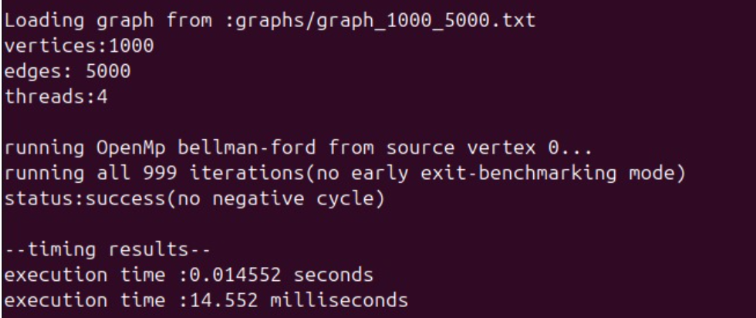 Loading graph from :graphs/graph_1000_5000.txt
vertices:1000
edges: 5000
threads:4
running OpenMp bellman-ford from source vertex 0...
running all 999 iterations(no early exit-benchmarking mode)
status:success(no negative cycle)
--timing results--
execution time :0.014552 seconds
execution time :14.552 milliseconds